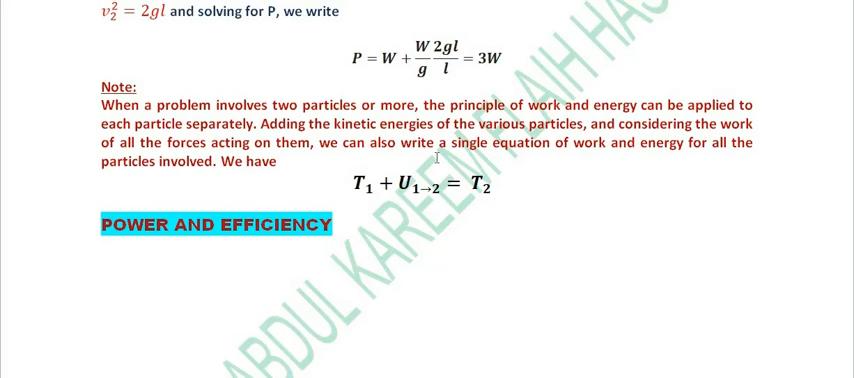 v₂² = 2gl and solving for P, we write
P = W + W/g 2gl/l = 3W
Note:
When a problem involves two particles or more, the principle of work and energy can be applied to
each particle separately. Adding the kinetic energies of the various particles, and considering the work
of all the forces acting on them, we can also write a single equation of work and energy for all the
particles involved. We have
T₁ + U₁→₂ = T₂
POWER AND EFFICIENCY
ABDUL KAREEM FLAIH HAS